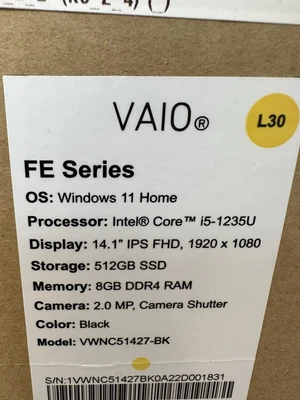 VAIO®
L30
FE Series
OS: Windows 11 Home
Processor: Intel® Core™ i5-1235U
Display: 14.1" IPS FHD, 1920 x 1080
Storage: 512GB SSD
Memory: 8GB DDR4 RAM
Camera: 2.0 MP, Camera Shutter
Color: Black
Model: VWNC51427-BK
S/N:1VWNC51427BK0A22D001831